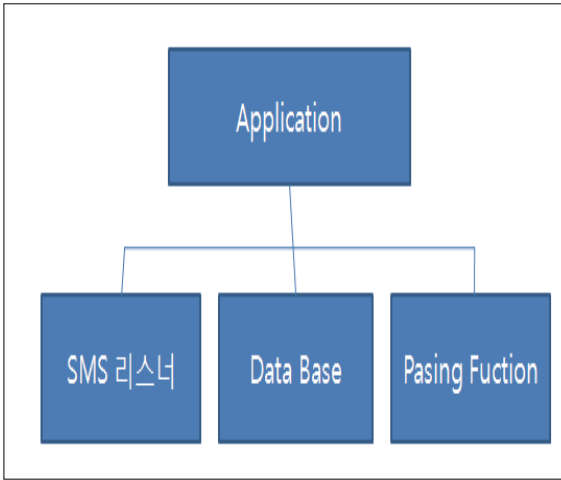 Application
SMS 리스너
Data Base
Pasing Fuction